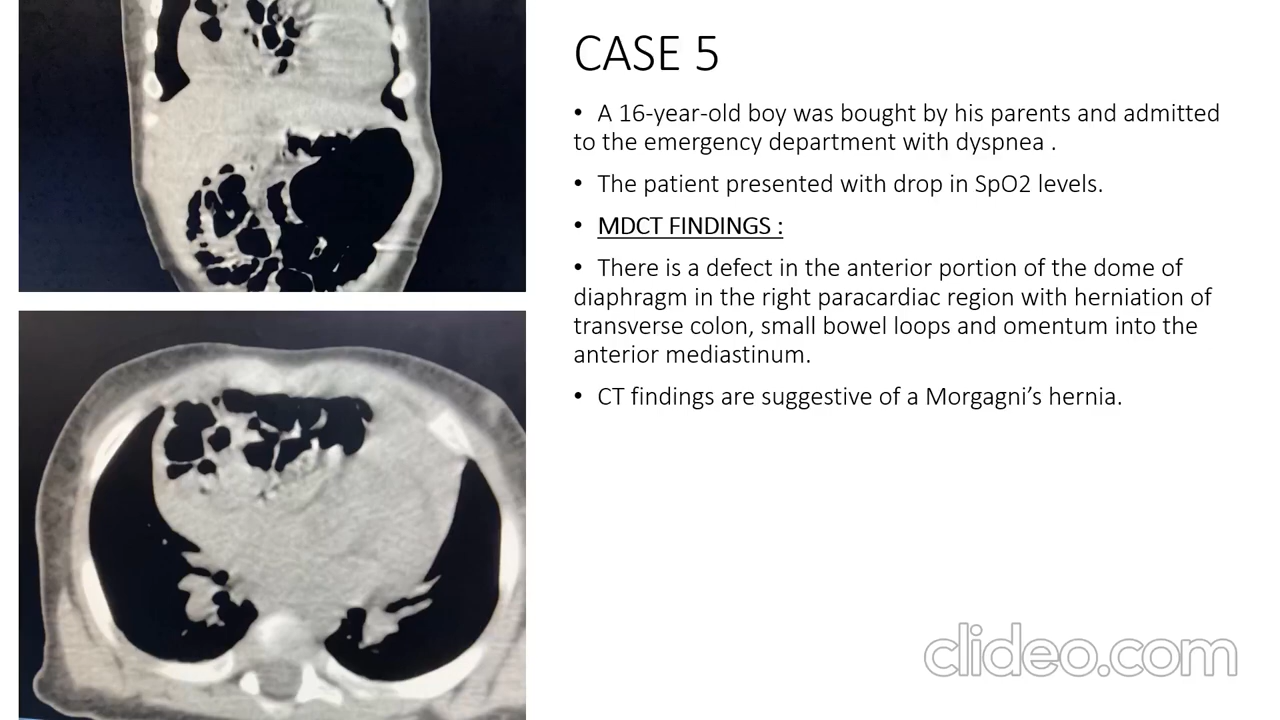 CASE 5
• A 16-year-old boy was bought by his parents and admitted
to the emergency department with dyspnea .
• The patient presented with drop in SpO2 levels.
• MDCT FINDINGS :
• There is a defect in the anterior portion of the dome of
diaphragm in the right paracardiac region with herniation of
transverse colon, small bowel loops and omentum into the
anterior mediastinum.
• CT findings are suggestive of a Morgagni’s hernia.
clideo.com